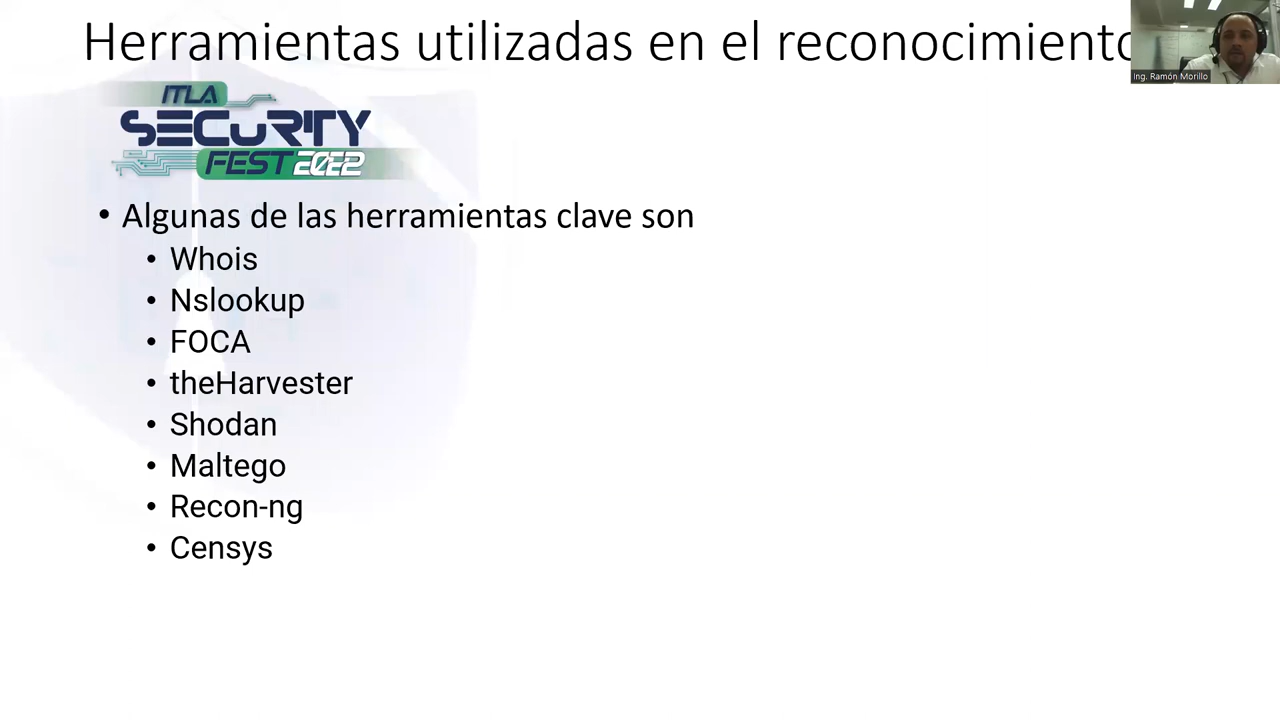 Herramientas utilizadas en el reconocimiento
Ing. Ramón Morillo
ITLA
SECURITY
FEST 2022
• Algunas de las herramientas clave son
• Whois
• Nslookup
• FOCA
• theHarvester
• Shodan
• Maltego
• Recon-ng
• Censys